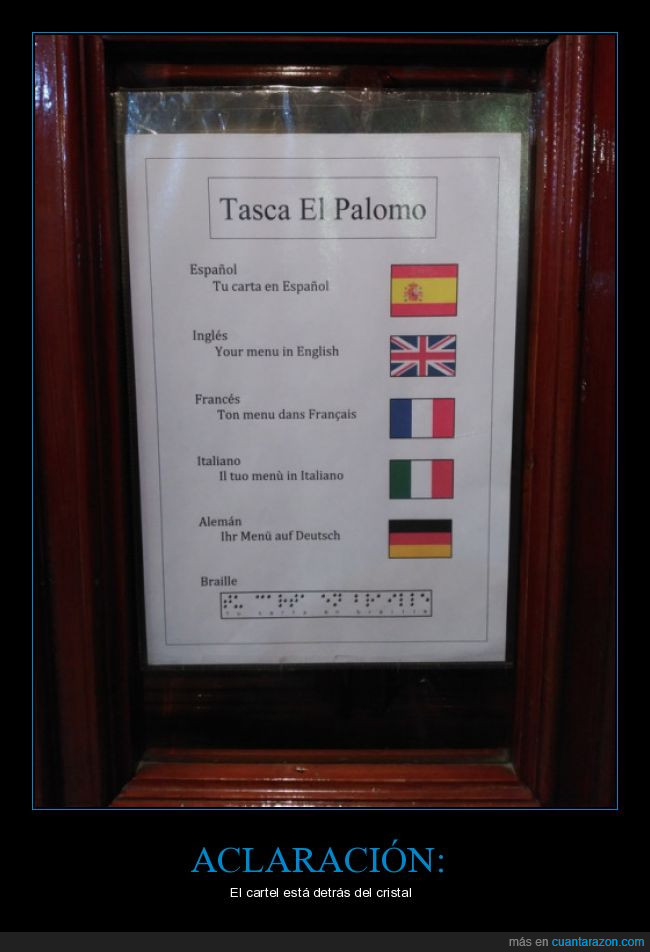 Tasca El Palomo
Español
Tu carta en Español
Inglés
Your menu in English
Francés
Ton menu dans Français
Italiano
Il tuo menù in Italiano
Alemán
Ihr Menü auf Deutsch
Braille
ACLARACIÓN:
El cartel está detrás del cristal
más en cuantarazon.com